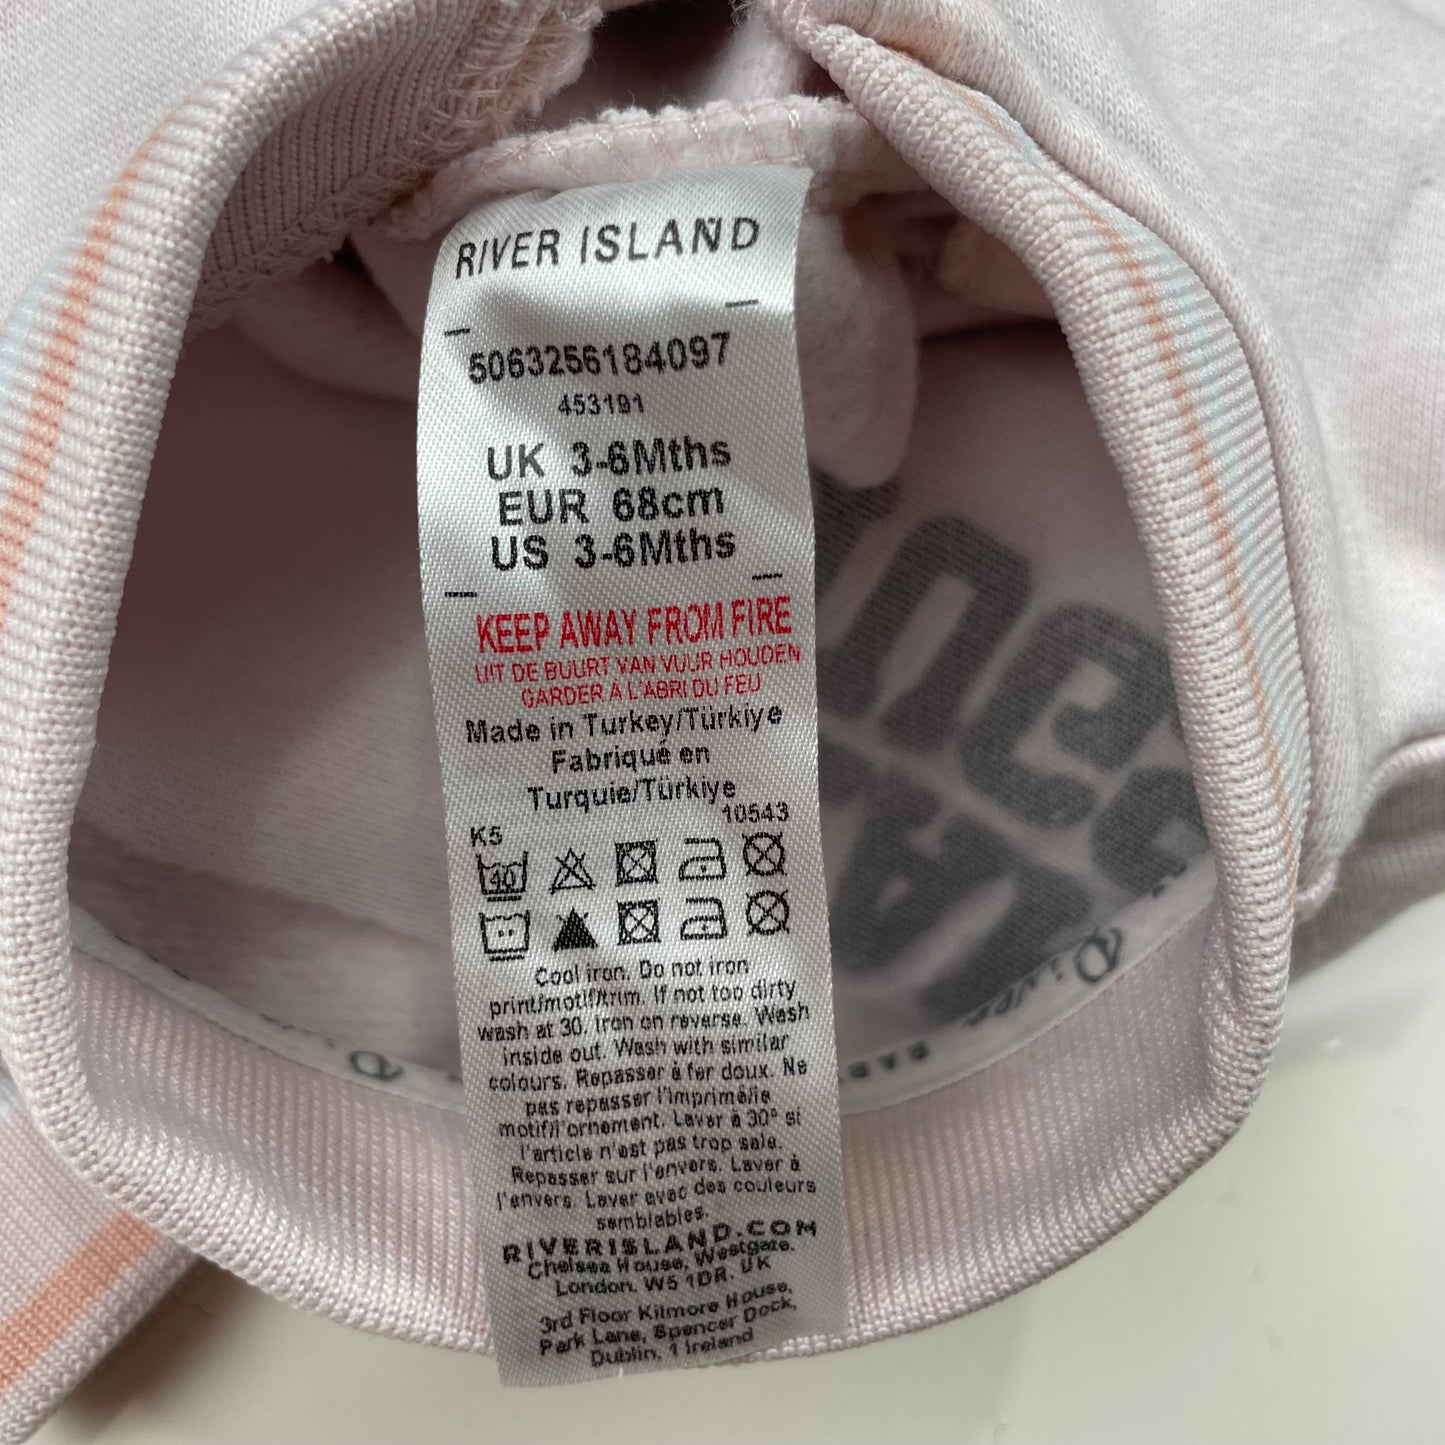 RIVER ISLAND
5063256184097
453191
UK 3-6Mths
EUR 68cm
US 3-6Mths
KEEP AWAY FROM FIRE
UIT DE BUURT VAN VUUR HOUDEN
GARDER A L'ABRI DU FEU
Made in Turkey/Türkiye
Fabriqué en
Turquie/Türkiye
10543
K5
40
Cool iron. Do not iron
print/motif/trim. If not too dirty
wash at 30. Iron on reverse. Wash
inside out. Wash with similar
colours. Repasser à fer doux. Ne
pas repasser l'imprimé/le
motif/l'ornement. Laver à 30° si
l'article n'est pas trop sale.
Repasser sur l'envers. Laver à
l'envers. Laver avec des couleurs
semblables.
RIVERISLAND.COM
Chelsea House, Westgate.
London. W5 1DR. UK
3rd Floor Kilmore House,
Park Lane, Spencer Dock,
Dublin, 1 Ireland